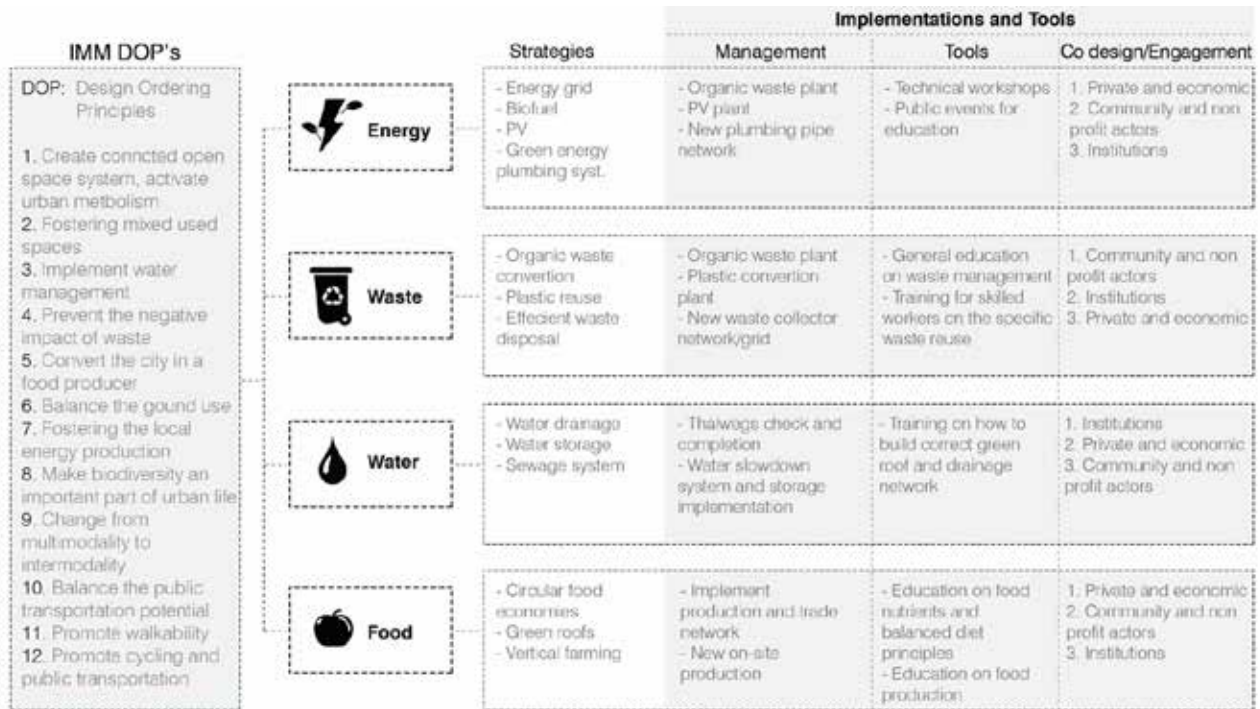 Implementations and Tools
IMM DOP's
Strategies
Management
Tools
Co design/Engagement
DOP: Design Ordering
Principles
1. Create conncted open
space system, activate
urban metbolism
2. Fostering mixed used
spaces
3. Implement water
management
4. Prevent the negative
impact of waste
5. Convert the city in a
food producer
6. Balance the gound use
7. Fostering the local
energy production
8. Make biodiversity an
important part of urban life
9. Change from
multimodality to
intermodality
10. Balance the public
transportation potential
11. Promote walkability
12. Promote cycling and
public transportation
Energy
- Energy grid
- Biofuel
- PV
- Green energy
plumbing syst.
- Organic waste plant
- PV plant
- New plumbing pipe
network
- Technical workshops
- Public events for
education
1. Private and economic
2. Community and non
profit actors
3. Institutions
Waste
- Organic waste
convertion
- Plastic reuse
- Effecient waste
disposal
- Organic waste plant
- Plastic convertion
plant
- New waste collector
network/grid
- General education
on waste management
- Training for skilled
workers on the specific
waste reuse
1. Community and non
profit actors
2. Institutions
3. Private and economic
Water
- Water drainage
- Water storage
- Sewage system
- Thalwegs check and
completion
- Water slowdown
system and storage
implementation
- Training on how to
build correct green
roof and drainage
network
1. Institutions
2. Private and economic
3. Community and non
profit actors
Food
- Circular food
economies
- Green roofs
- Vertical farming
- Implement
production and trade
network
- New on-site
production
- Education on food
nutrients and
balanced diet
principles
- Education on food
production
1. Private and economic
2. Community and non
profit actors
3. Institutions